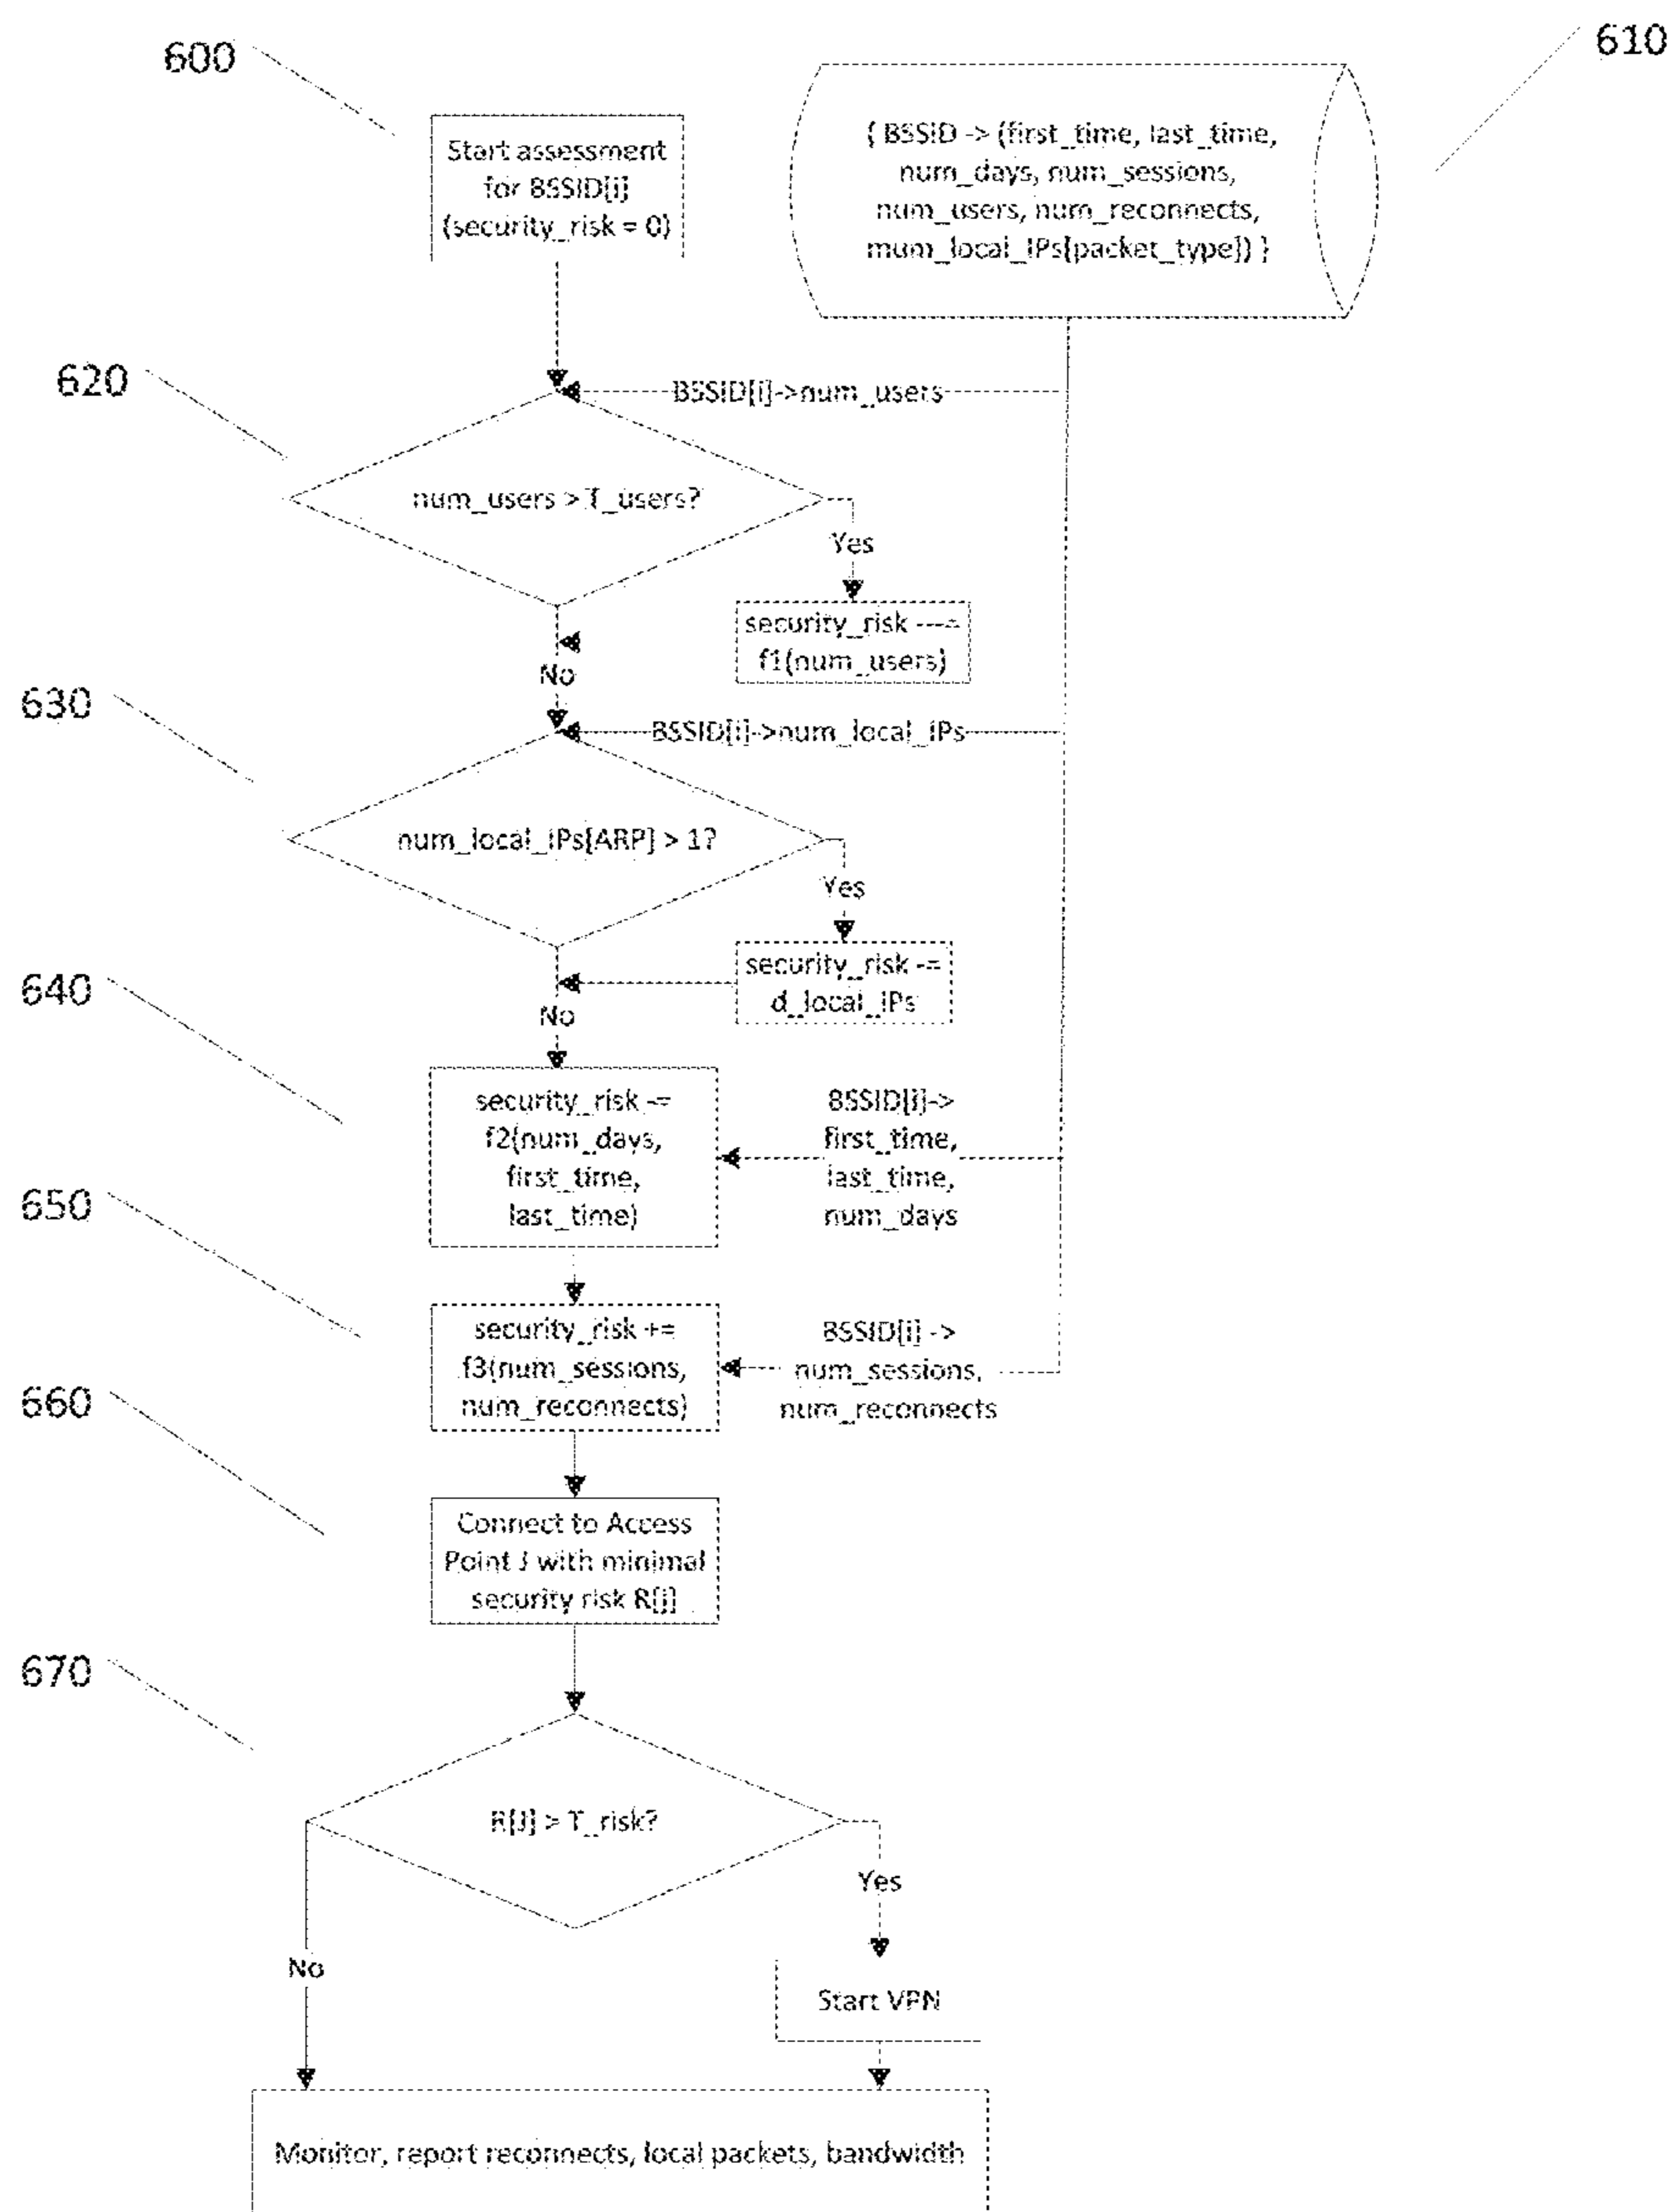 600
610
Start assessment
for BSSID[i]
(security_risk = 0)
{ BSSID -> (first_time, last_time,
num_days, num_sessions,
num_users, num_reconnects,
mum_local_IPs[packet_type]) }
620
BSSID[i]->num_users
num_users > T_users?
Yes
security_risk -=
f1(num_users)
No
630
BSSID[i]->num_local_IPs
num_local_IPs[ARP] > 1?
Yes
security_risk -=
d_local_IPs
No
640
security_risk -=
f2(num_days,
first_time,
last_time)
BSSID[i]->
first_time,
last_time,
num_days
650
security_risk +=
f3(num_sessions,
num_reconnects)
BSSID[i] ->
num_sessions,
num_reconnects
660
Connect to Access
Point J with minimal
security risk R[j]
670
R[J] > T_risk?
Yes
No
Start VPN
Monitor, report reconnects, local packets, bandwidth